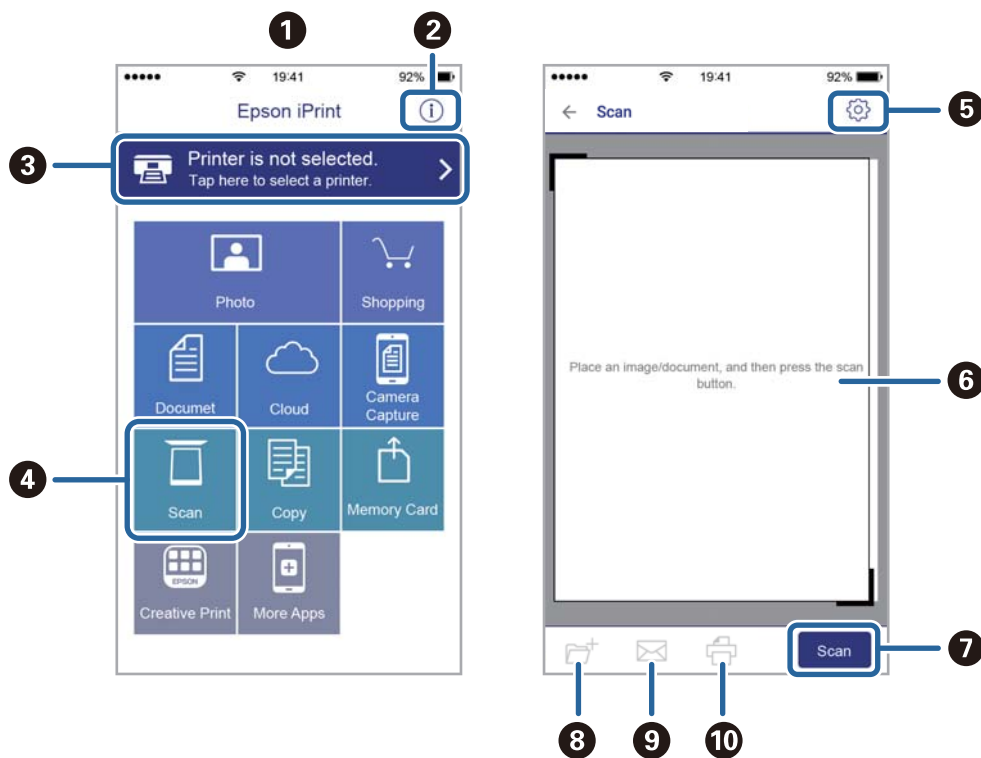 1
2
19:41
92%
Epson iPrint
i
3
Printer is not selected.
Tap here to select a printer.
Photo
Shopping
Documet
Cloud
Camera
Capture
4
Scan
Copy
Memory Card
EPSON
Creative Print
More Apps
19:41
92%
Scan
5
Place an image/document, and then press the scan
button.
6
Scan
7
8
9
10